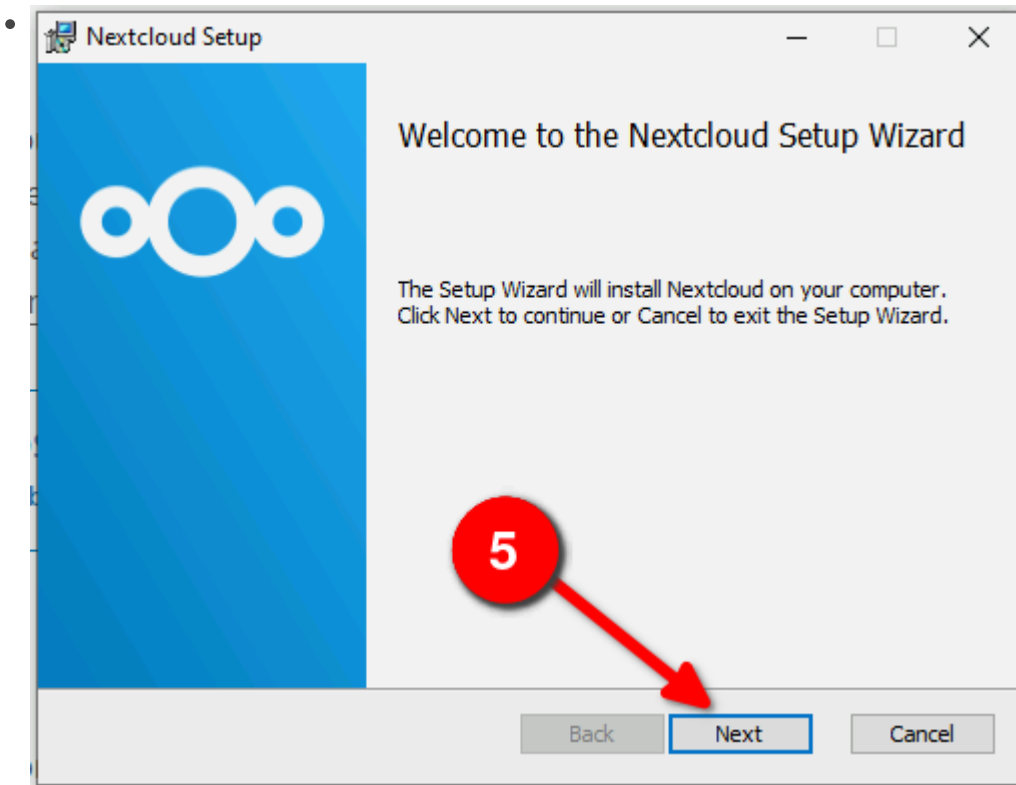 Nextcloud Setup
Welcome to the Nextcloud Setup Wizard
The Setup Wizard will install Nextcloud on your computer.
Click Next to continue or Cancel to exit the Setup Wizard.
5
Back Next Cancel